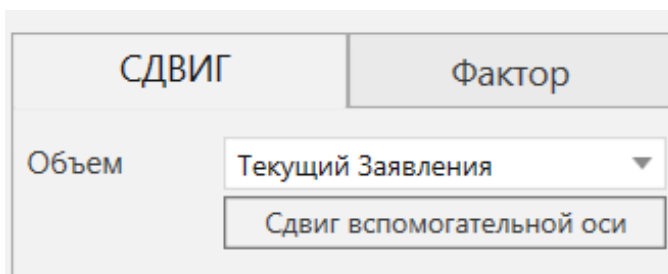 СДВИГ Фактор
Объем Текущий Заявления
Сдвиг вспомогательной оси